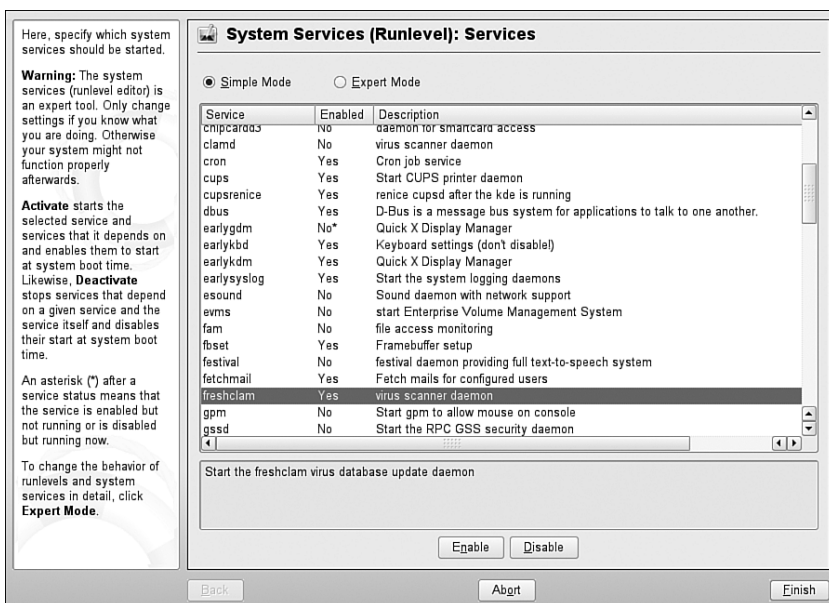 Here, specify which system
services should be started.
Warning: The system
services (runlevel editor) is
an expert tool. Only change
settings if you know what
you are doing. Otherwise
your system might not
function properly
afterwards.
Activate starts the
selected service and
services that it depends on
and enables them to start
at system boot time.
Likewise, Deactivate
stops services that depend
on a given service and the
service itself and disables
their start at system boot
time.
An asterisk (*) after a
service status means that
the service is enabled but
not running or is disabled
but running now.
To change the behavior of
runlevels and system
services in detail, click
Expert Mode.
System Services (Runlevel): Services
Simple Mode Expert Mode
Service Enabled Description
chipcardd3 No daemon for smartcard access
clamd No virus scanner daemon
cron Yes Cron job service
cups Yes Start CUPS printer daemon
cupsrenice Yes renice cupsd after the kde is running
dbus Yes D-Bus is a message bus system for applications to talk to one another.
earlygdm No* Quick X Display Manager
earlykbd Yes Keyboard settings (don't disable!)
earlykdm Yes Quick X Display Manager
earlysyslog Yes Start the system logging daemons
esound No Sound daemon with network support
evms No start Enterprise Volume Management System
fam No file access monitoring
fbset Yes Framebuffer setup
festival No festival daemon providing full text-to-speech system
fetchmail Yes Fetch mails for configured users
freshclam Yes virus scanner daemon
gpm No Start gpm to allow mouse on console
gssd No Start the RPC GSS security daemon
Start the freshclam virus database update daemon
Enable Disable
Back Abort Finish